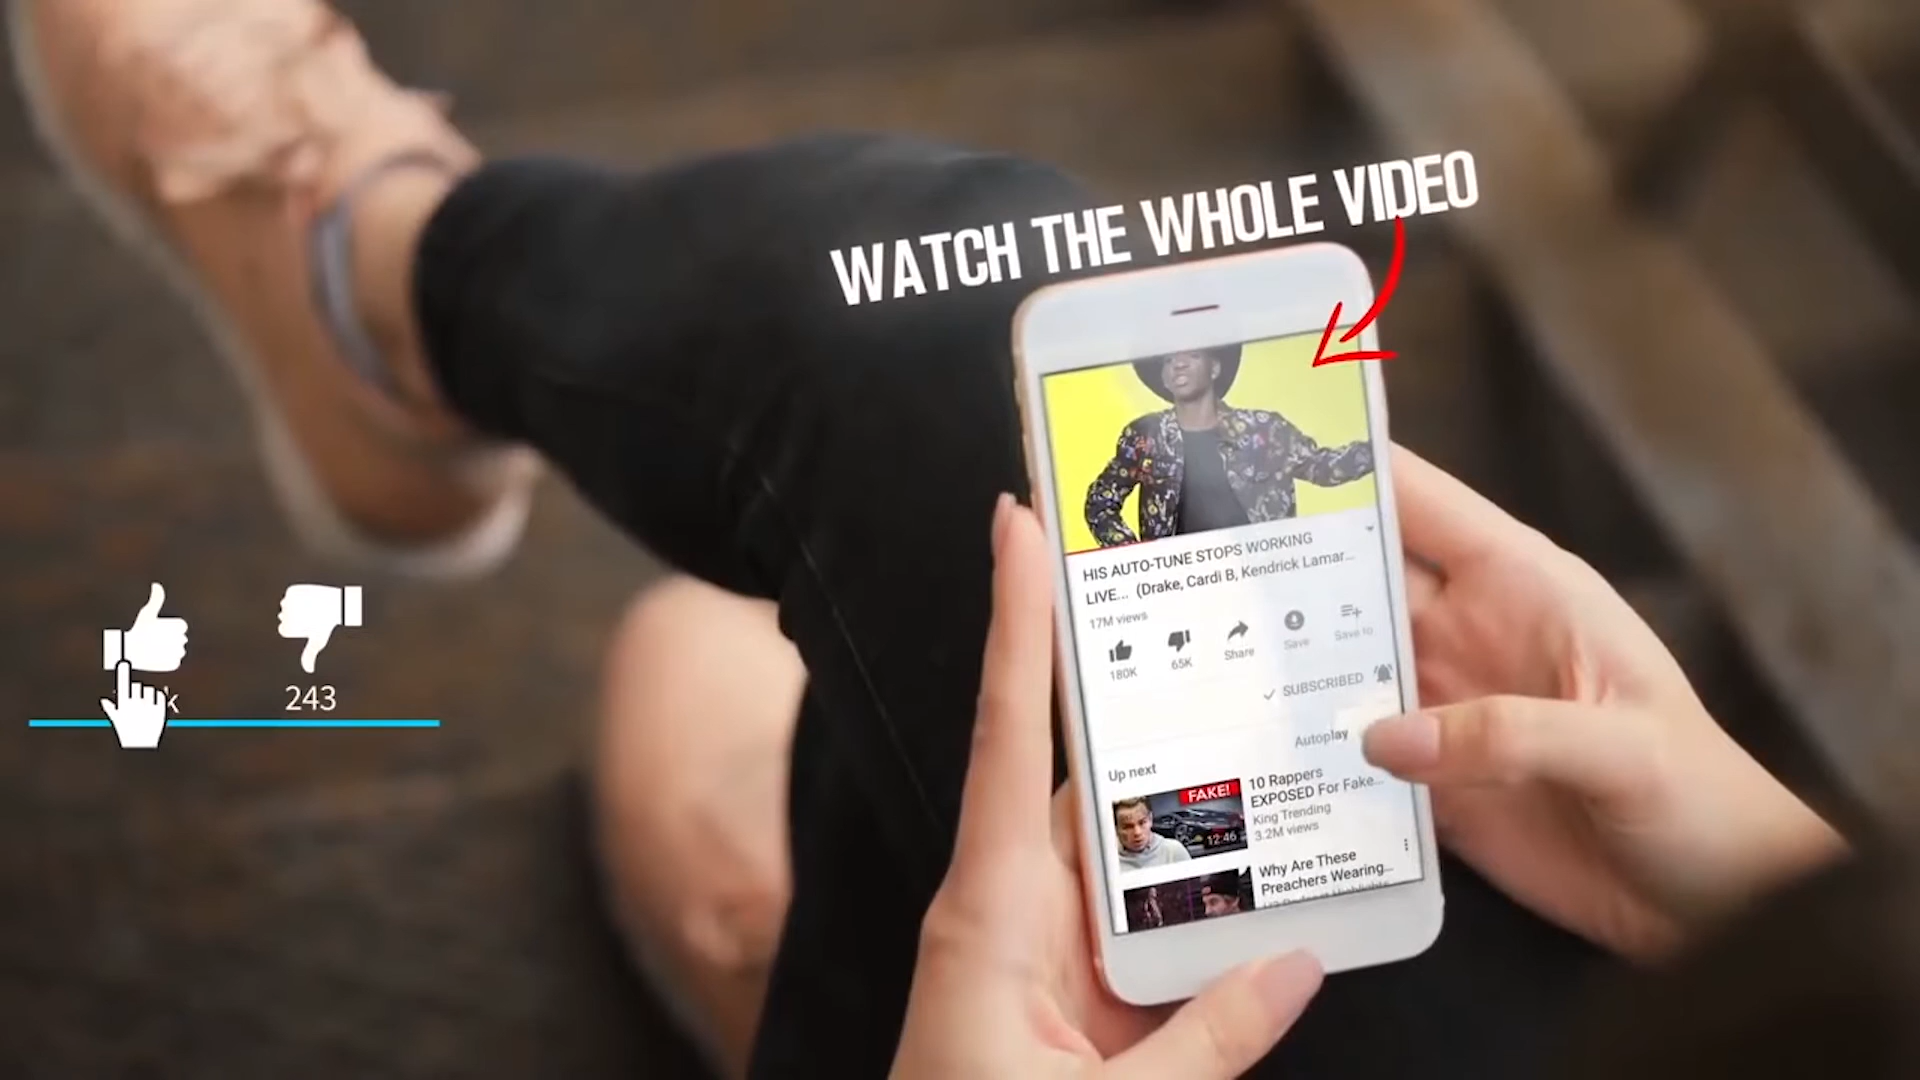 WATCH THE WHOLE VIDEO
HIS AUTO-TUNE STOPS WORKING
LIVE... (Drake, Cardi B, Kendrick Lamar...
17M views
180K
65K
Share
Save
Save to
SUBSCRIBED
Autoplay
Up next
FAKE!
12:46
10 Rappers
EXPOSED For Fake...
King Trending
3.2M views
Why Are These
Preachers Wearing...
k
243